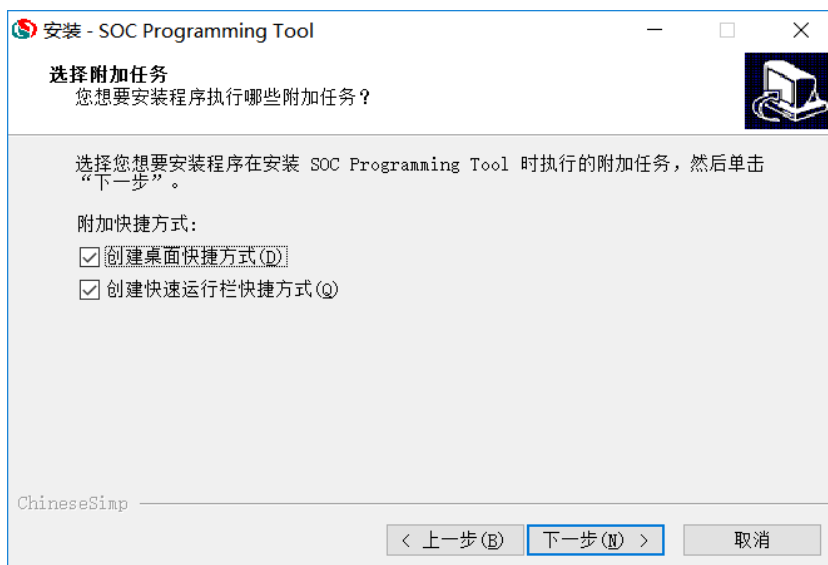 安装 - SOC Programming Tool
选择附加任务
您想要安装程序执行哪些附加任务？
选择您想要安装程序在安装 SOC Programming Tool 时执行的附加任务，然后单击
“下一步”。
附加快捷方式:
创建桌面快捷方式(D)
创建快速运行栏快捷方式(Q)
ChineseSimp
< 上一步(B) 下一步(N) > 取消